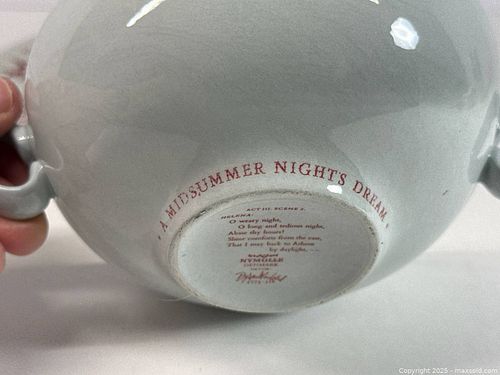 · A MIDSUMMER NIGHT'S DREAM ·
ACT III. SCENE 2.
HELENA:
O weary night,
O long and tedious night,
Abate thy hours!
Shine comforts from the east,
That I may back to Athens
by daylight, ...
NYMOLLE
DENMARK
Copyright 2025 - maxsold.com